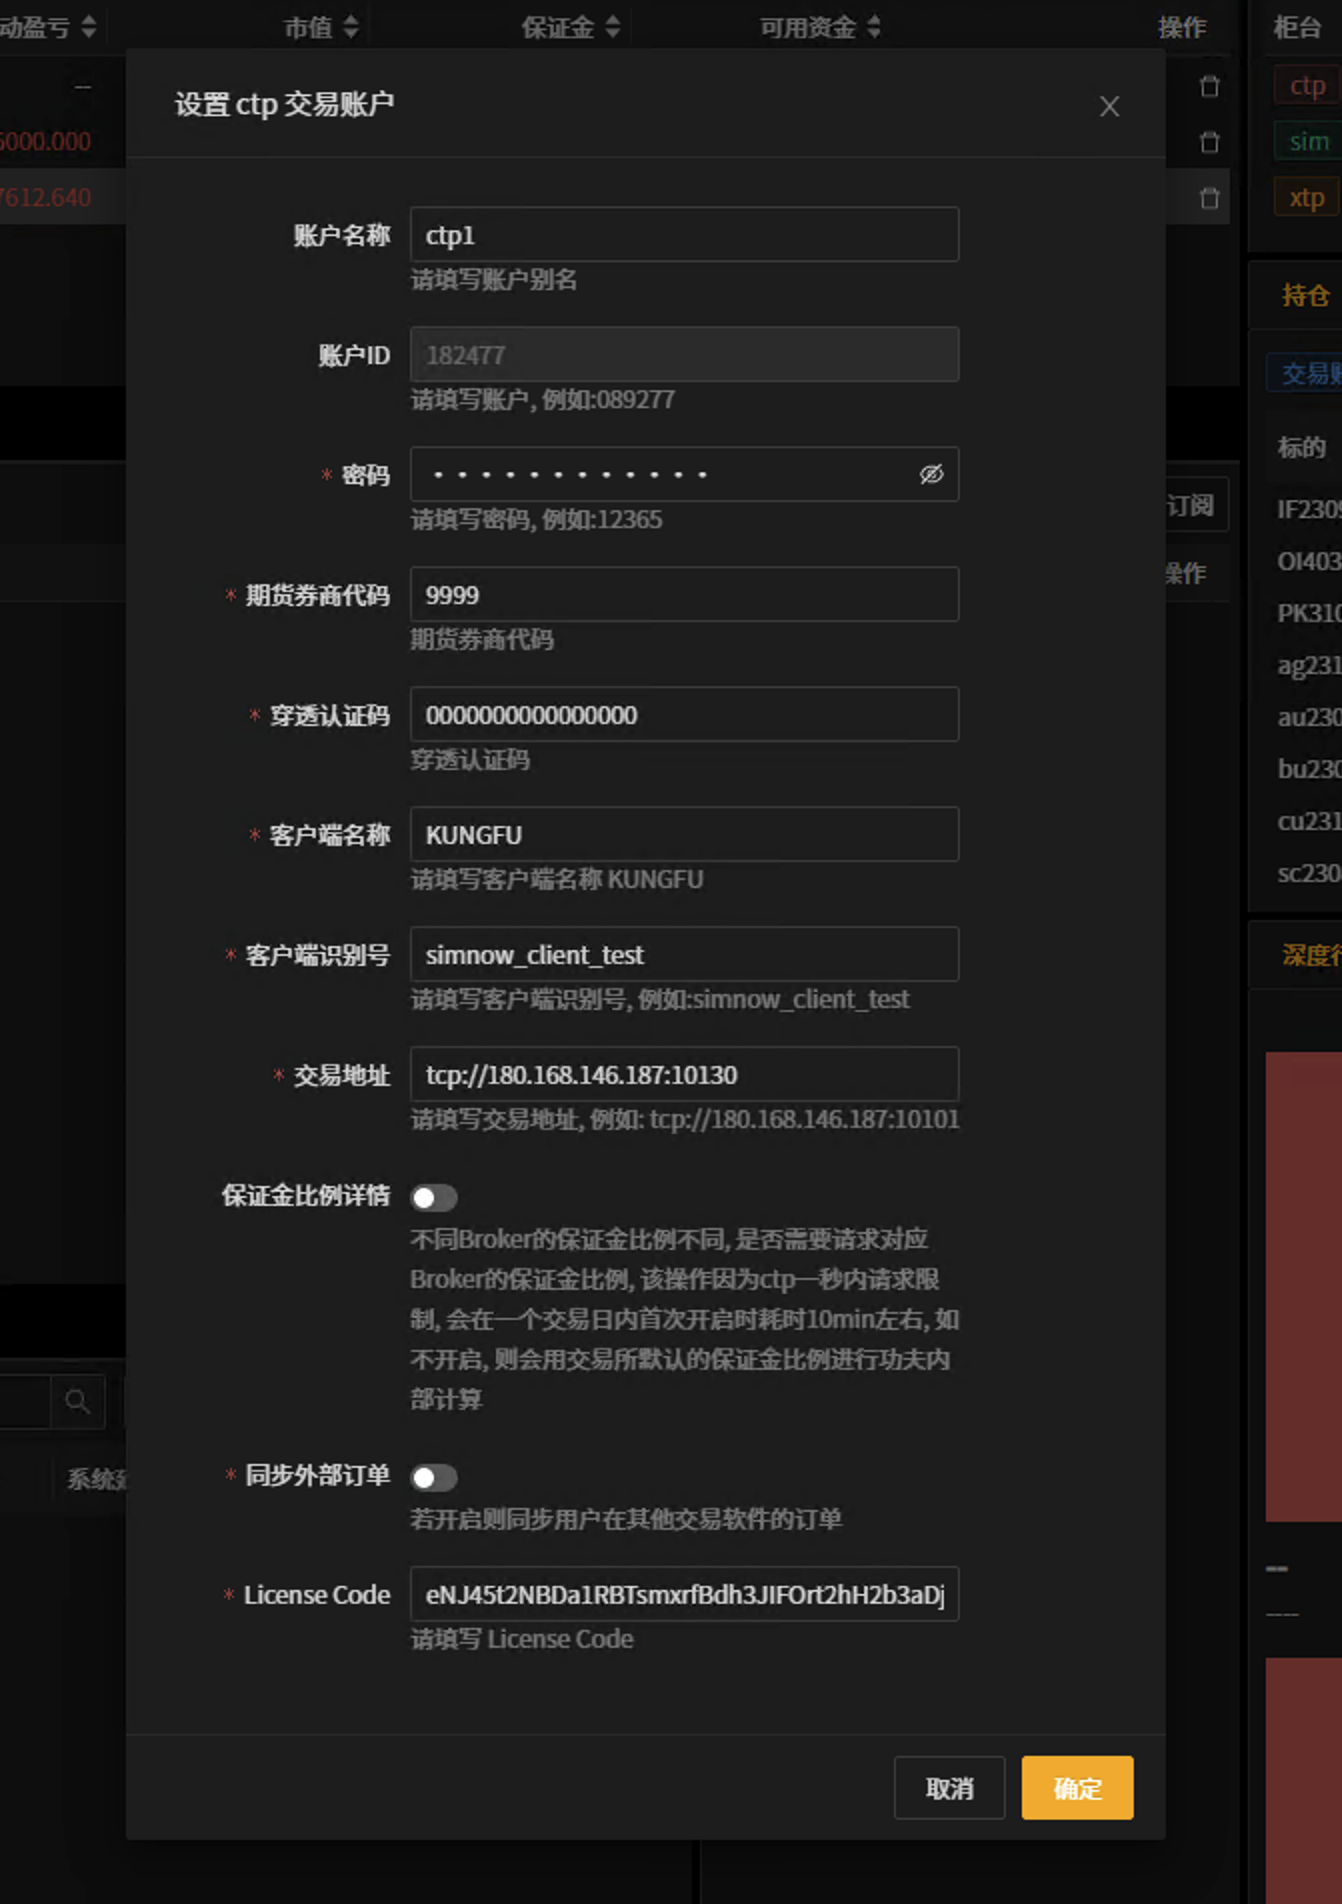 动盈亏 市值 保证金 可用资金 操作 柜台
设置 ctp 交易账户
--
6000.000
7612.640
ctp
sim
xtp
账户名称 ctp1
请填写账户别名
持仓
账户ID 182477
请填写账户, 例如:089277
交易账
标的
* 密码 ············
请填写密码, 例如:12365
订阅
操作
IF2309
OI403
PK310
ag231
au230
bu230
cu231
sc230
* 期货券商代码 9999
期货券商代码
* 穿透认证码 0000000000000000
穿透认证码
* 客户端名称 KUNGFU
请填写客户端名称 KUNGFU
* 客户端识别号 simnow_client_test
请填写客户端识别号, 例如:simnow_client_test
深度行
* 交易地址 tcp://180.168.146.187:10130
请填写交易地址, 例如: tcp://180.168.146.187:10101
保证金比例详情
不同Broker的保证金比例不同, 是否需要请求对应
Broker的保证金比例, 该操作因为ctp一秒内请求限
制, 会在一个交易日内首次开启时耗时10min左右, 如
不开启, 则会用交易所默认的保证金比例进行功夫内
部计算
系统
* 同步外部订单
若开启则同步用户在其他交易软件的订单
--
----
* License Code eNJ45t2NBDa1RBTsmxrfBdh3JIFOrt2hH2b3aDj
请填写 License Code
取消 确定